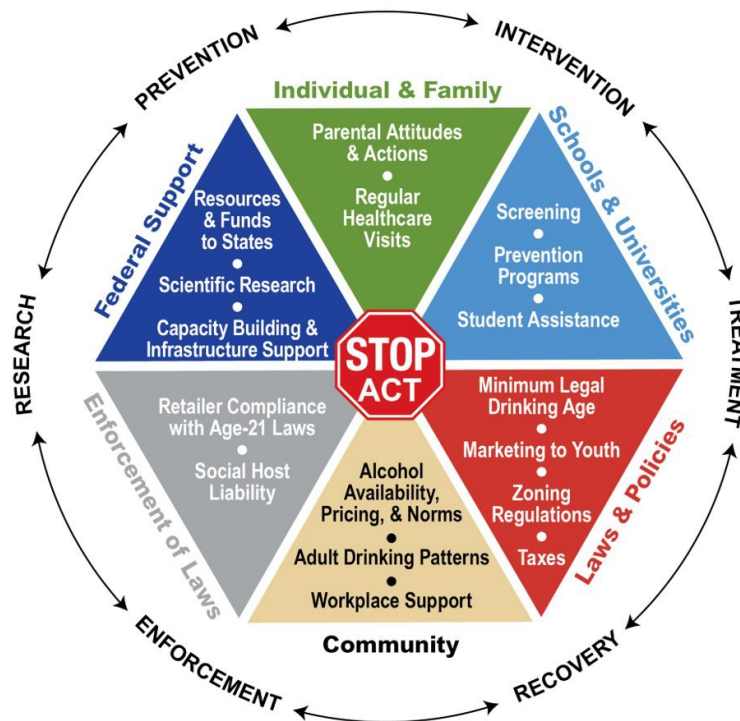 PREVENTION
INTERVENTION
TREATMENT
RECOVERY
ENFORCEMENT
RESEARCH
Individual & Family
Parental Attitudes
& Actions
Regular
Healthcare
Visits
Schools & Universities
Screening
Prevention
Programs
Student Assistance
Laws & Policies
Minimum Legal
Drinking Age
Marketing to Youth
Zoning
Regulations
Taxes
Community
Alcohol
Availability,
Pricing, & Norms
Adult Drinking Patterns
Workplace Support
Enforcement of Laws
Retailer Compliance
with Age-21 Laws
Social Host
Liability
Federal Support
Resources
& Funds
to States
Scientific Research
Capacity Building &
Infrastructure Support
STOP
ACT